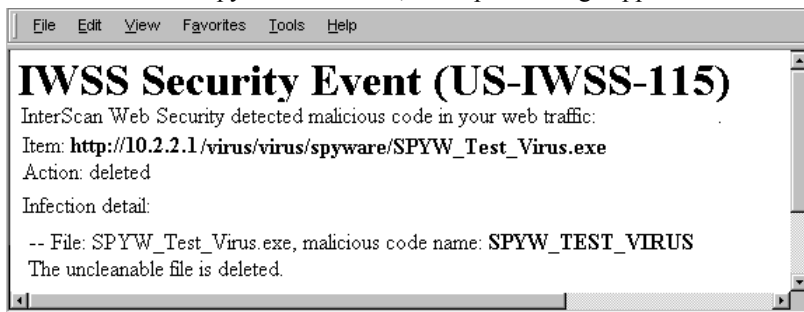 File Edit View Favorites Tools Help
IWSS Security Event (US-IWSS-115)
InterScan Web Security detected malicious code in your web traffic:
Item: http://10.2.2.1/virus/virus/spyware/SPYW_Test_Virus.exe
Action: deleted
Infection detail:
-- File: SPYW_Test_Virus.exe, malicious code name: SPYW_TEST_VIRUS
The uncleanable file is deleted.